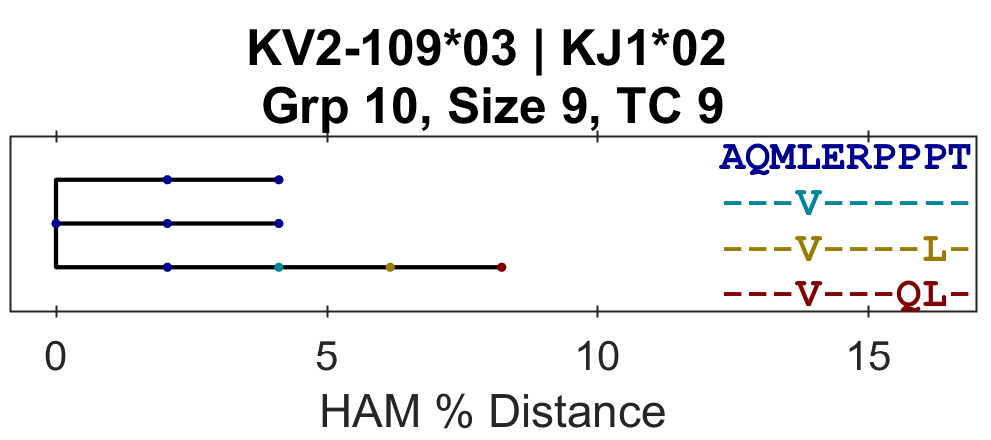 KV2-109*03 | KJ1*02
Grp 10, Size 9, TC 9
AQMLERPPPT
---V------
---V----L-
---V---QL-
0 5 10 15
HAM % Distance